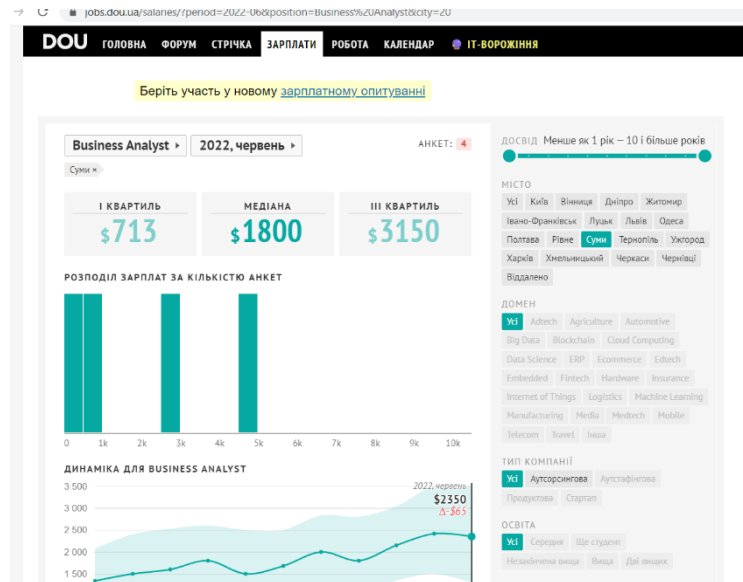 jobs.dou.ua/salaries/?period=2022-06&position=Business%20Analyst&city=20
DOU ГОЛОВНА ФОРУМ СТРІЧКА ЗАРПЛАТИ РОБОТА КАЛЕНДАР ІТ-ВОРОЖІННЯ
Беріть участь у новому зарплатному опитуванні
Business Analyst 2022, червень АНКЕТ: 4
Суми ×
І КВАРТИЛЬ МЕДІАНА ІІІ КВАРТИЛЬ
$713 $1800 $3150
РОЗПОДІЛ ЗАРПЛАТ ЗА КІЛЬКІСТЮ АНКЕТ
0 1k 2k 3k 4k 5k 6k 7k 8k 9k 10k
ДИНАМІКА ДЛЯ BUSINESS ANALYST
3 500
3 000
2 500
2 000
1 500
2022, червень
$2350
Δ-$65
ДОСВІД Менше як 1 рік — 10 і більше років
МІСТО
Усі Київ Вінниця Дніпро Житомир
Івано-Франківськ Луцьк Львів Одеса
Полтава Рівне Суми Тернопіль Ужгород
Харків Хмельницький Черкаси Чернівці
Віддалено
ДОМЕН
Усі Adtech Agriculture Automotive
Big Data Blockchain Cloud Computing
Data Science ERP Ecommerce Edtech
Embedded Fintech Hardware Insurance
Internet of Things Logistics Machine Learning
Manufacturing Media Medtech Mobile
Telecom Travel Інша
ТИП КОМПАНІЇ
Усі Аутсорсингова Аутстафінгова
Продуктова Стартап
ОСВІТА
Усі Середня Ще студент
Незакінчена вища Вища Дві вищих